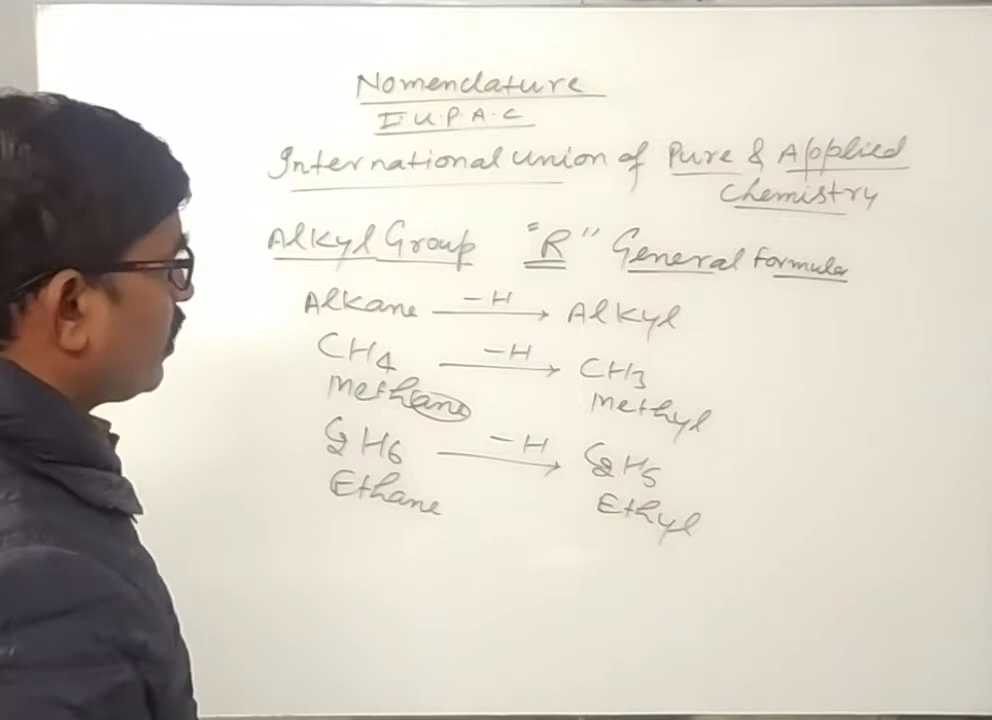 Nomenclature
I U.P.A.C
International Union of Pure & Applied
Chemistry
Alkyl Group "R" General Formula
Alkane -H→ Alkyl
CH4 -H→ CH3
Methane Methyl
C2H6 -H→ C2H5
Ethane Ethyl